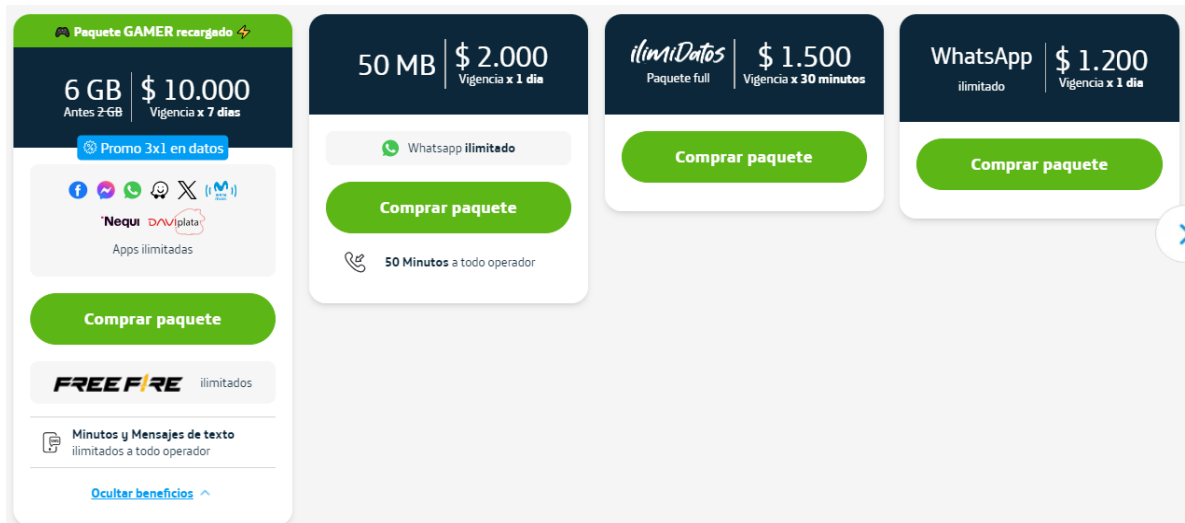 Paquete GAMER recargado
6 GB
Antes 2 GB
$ 10.000
Vigencia x 7 dias
Promo 3x1 en datos
Nequi DAVIplata
Apps ilimitadas
Comprar paquete
FREE FIRE ilimitados
Minutos y Mensajes de texto
ilimitados a todo operador
Ocultar beneficios
50 MB
$ 2.000
Vigencia x 1 dia
Whatsapp ilimitado
Comprar paquete
50 Minutos a todo operador
ilimiDatos
Paquete full
$ 1.500
Vigencia x 30 minutos
Comprar paquete
WhatsApp
ilimitado
$ 1.200
Vigencia x 1 dia
Comprar paquete